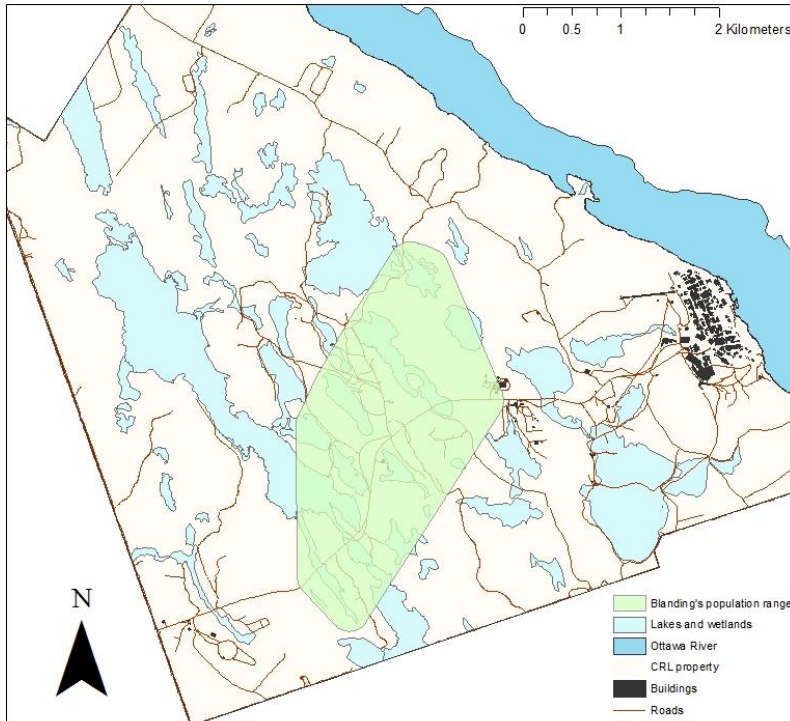 0 0.5 1 2 Kilometers
N
Blanding's population range
Lakes and wetlands
Ottawa River
CRL property
Buildings
Roads